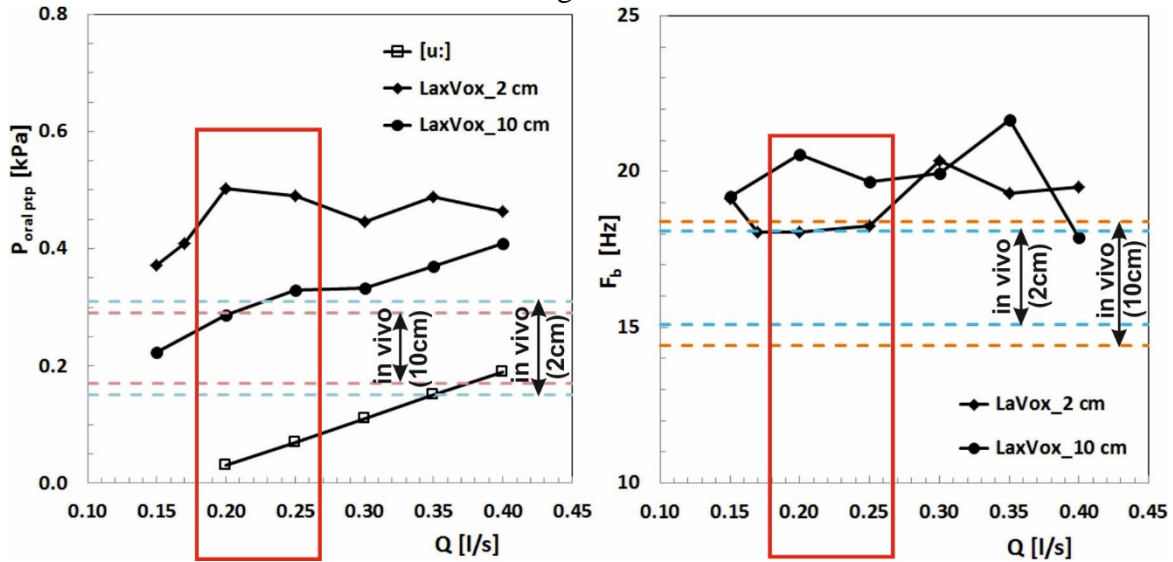 P_oral ptp [kPa]
0.8
0.6
0.4
0.2
0.0
0.10 0.15 0.20 0.25 0.30 0.35 0.40 0.45
Q [l/s]
[u:]
LaxVox_2 cm
LaxVox_10 cm
in vivo
(10cm)
in vivo
(2cm)
F_b [Hz]
25
20
15
10
0.10 0.15 0.20 0.25 0.30 0.35 0.40 0.45
Q [l/s]
in vivo
(2cm)
in vivo
(10cm)
LaVox_2 cm
LaxVox_10 cm